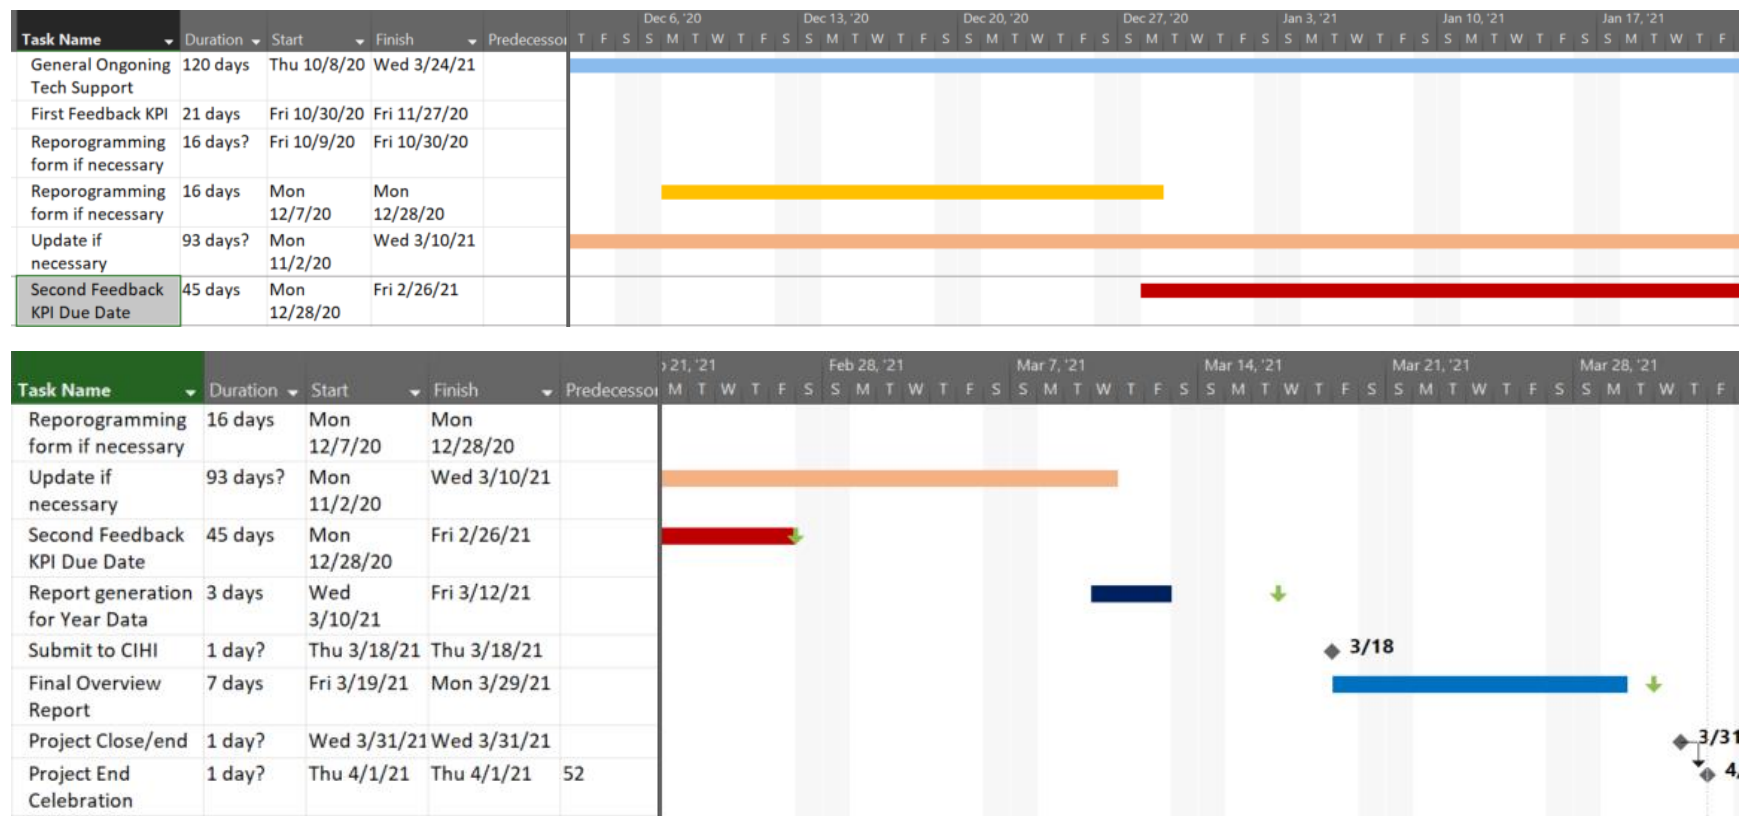 Dec 6, '20 Dec 13, '20 Dec 20, '20 Dec 27, '20 Jan 3, '21 Jan 10, '21 Jan 17, '21
Task Name Duration Start Finish Predecessor T F S S M T W T F S S M T W T F S S M T W T F S S M T W T F S S M T W T F S S M T W T F S S M T W T F
General Ongoing 120 days Thu 10/8/20 Wed 3/24/21
Tech Support
First Feedback KPI 21 days Fri 10/30/20 Fri 11/27/20
Reporogramming 16 days? Fri 10/9/20 Fri 10/30/20
form if necessary
Reporogramming 16 days Mon Mon
form if necessary 12/7/20 12/28/20
Update if 93 days? Mon Wed 3/10/21
necessary 11/2/20
Second Feedback 45 days Mon Fri 2/26/21
KPI Due Date 12/28/20
21, '21 Feb 28, '21 Mar 7, '21 Mar 14, '21 Mar 21, '21 Mar 28, '21
Task Name Duration Start Finish Predecessor M T W T F S S M T W T F S S M T W T F S S M T W T F S S M T W T F S S M T W T F
Reporogramming 16 days Mon Mon
form if necessary 12/7/20 12/28/20
Update if 93 days? Mon Wed 3/10/21
necessary 11/2/20
Second Feedback 45 days Mon Fri 2/26/21
KPI Due Date 12/28/20
Report generation 3 days Wed Fri 3/12/21
for Year Data 3/10/21
Submit to CIHI 1 day? Thu 3/18/21 Thu 3/18/21 3/18
Final Overview 7 days Fri 3/19/21 Mon 3/29/21
Report
Project Close/end 1 day? Wed 3/31/21 Wed 3/31/21 3/31
Project End 1 day? Thu 4/1/21 Thu 4/1/21 52 4/
Celebration